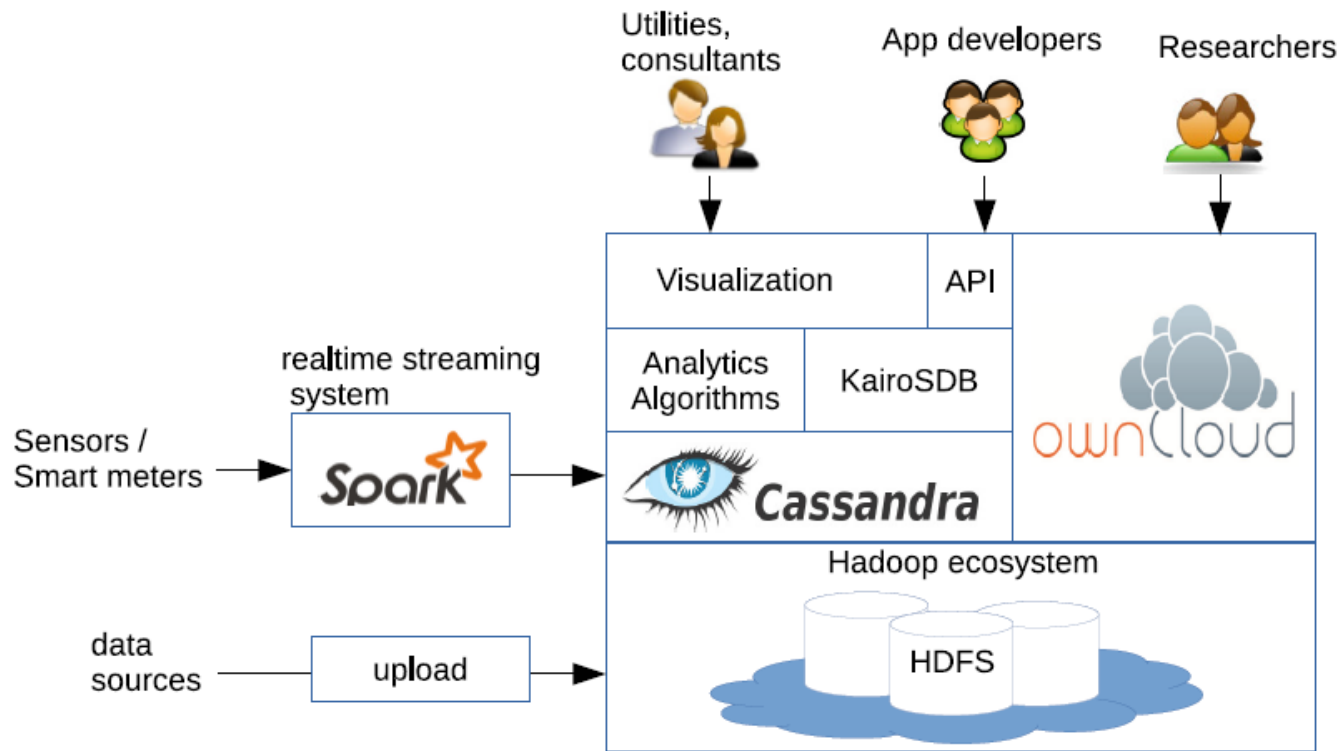 Utilities,
consultants
App developers
Researchers
Visualization
API
realtime streaming
system
Analytics
Algorithms
KairoSDB
ownCloud
Sensors /
Smart meters
Spark
Cassandra
Hadoop ecosystem
data
sources
upload
HDFS